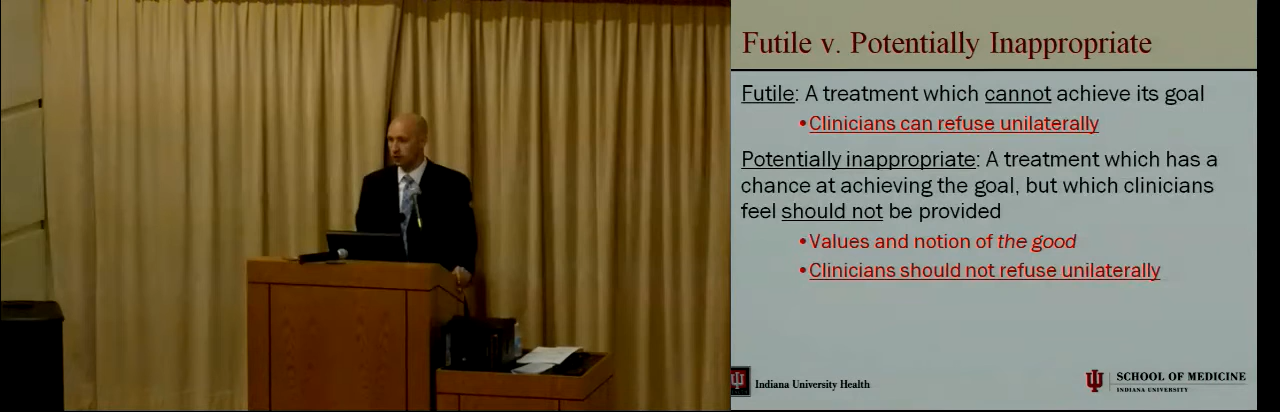 Futile v. Potentially Inappropriate
Futile: A treatment which cannot achieve its goal
•Clinicians can refuse unilaterally
Potentially inappropriate: A treatment which has a
chance at achieving the goal, but which clinicians
feel should not be provided
•Values and notion of the good
•Clinicians should not refuse unilaterally
Indiana University Health
SCHOOL OF MEDICINE
INDIANA UNIVERSITY